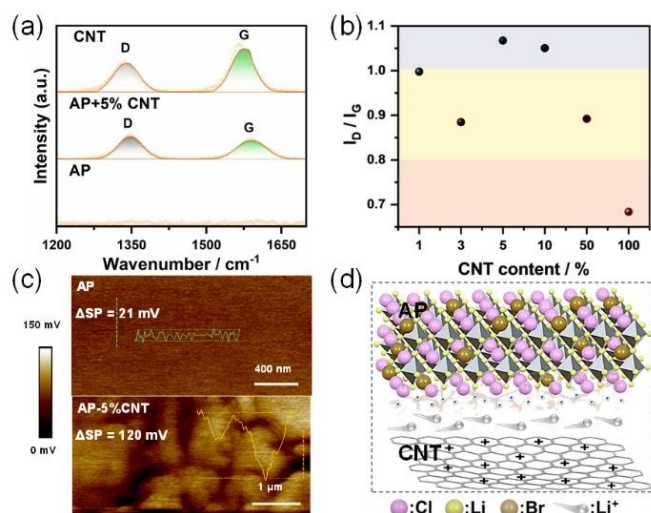 (a)
CNT
D
G
AP+5% CNT
D
G
AP
Intensity (a.u.)
1200
1350
1500
1650
Wavenumber / cm⁻¹
(b)
1.1
1.0
0.9
0.8
0.7
I_D / I_G
1
3
5
10
50
100
CNT content / %
(c)
150 mV
0 mV
AP
ΔSP = 21 mV
400 nm
AP-5%CNT
ΔSP = 120 mV
1 μm
(d)
AP
CNT
:Cl :Li :Br :Li⁺